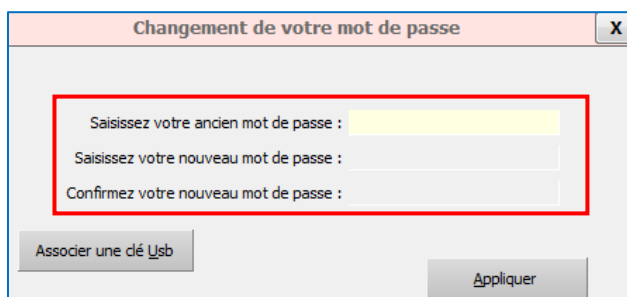 Changement de votre mot de passe X
Saisissez votre ancien mot de passe :
Saisissez votre nouveau mot de passe :
Confirmez votre nouveau mot de passe :
Associer une clé Usb
Appliquer